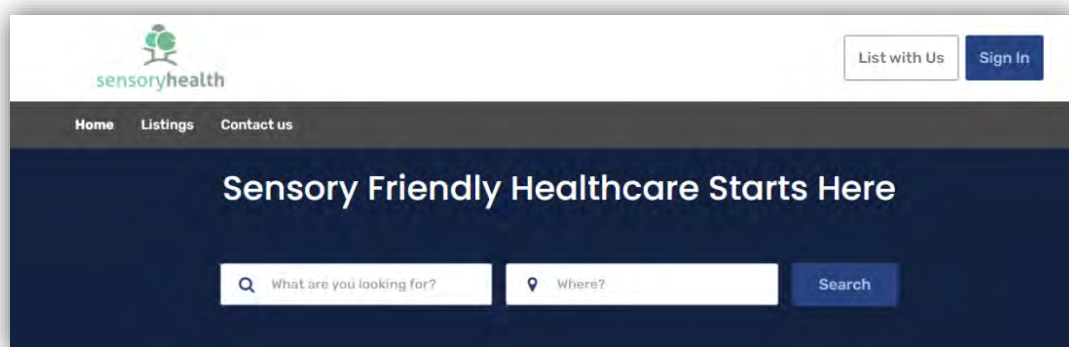 sensoryhealth
List with Us
Sign In
Home Listings Contact us
Sensory Friendly Healthcare Starts Here
What are you looking for?
Where?
Search